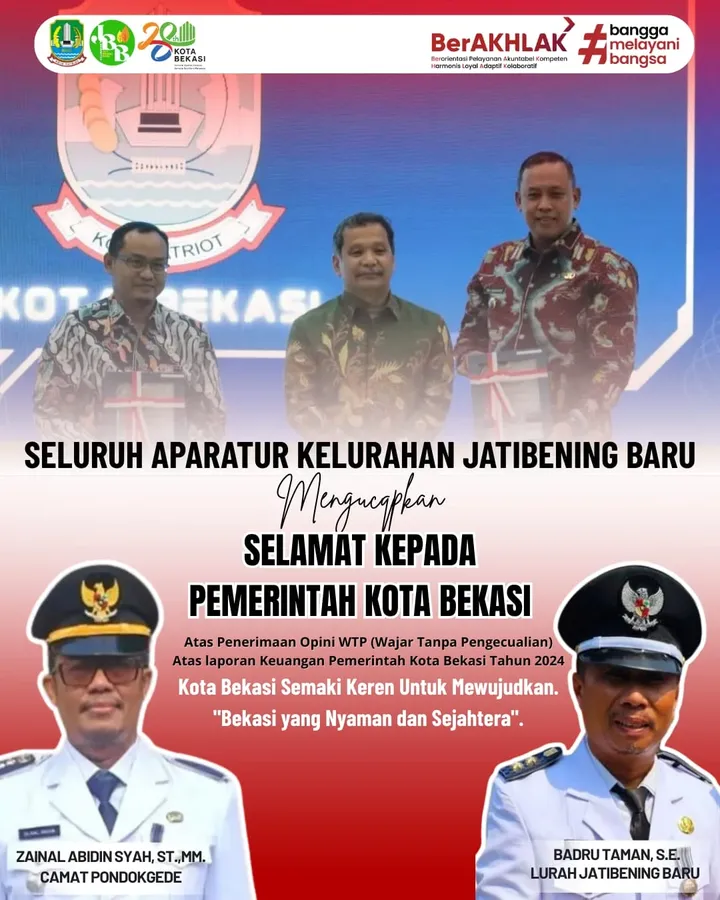 KOTA BEKASI
BerAKHLAK
Berorientasi Pelayanan Akuntabel Kompeten
Harmonis Loyal Adaptif Kolaboratif
#bangga
melayani
bangsa
KOTA BEKASI
SELURUH APARATUR KELURAHAN JATIBENING BARU
Mengucapkan
SELAMAT KEPADA
PEMERINTAH KOTA BEKASI
Atas Penerimaan Opini WTP (Wajar Tanpa Pengecualian)
Atas laporan Keuangan Pemerintah Kota Bekasi Tahun 2024
Kota Bekasi Semaki Keren Untuk Mewujudkan.
"Bekasi yang Nyaman dan Sejahtera".
ZAINAL ABIDIN SYAH, ST.,MM.
CAMAT PONDOKGEDE
BADRU TAMAN, S.E.
LURAH JATIBENING BARU